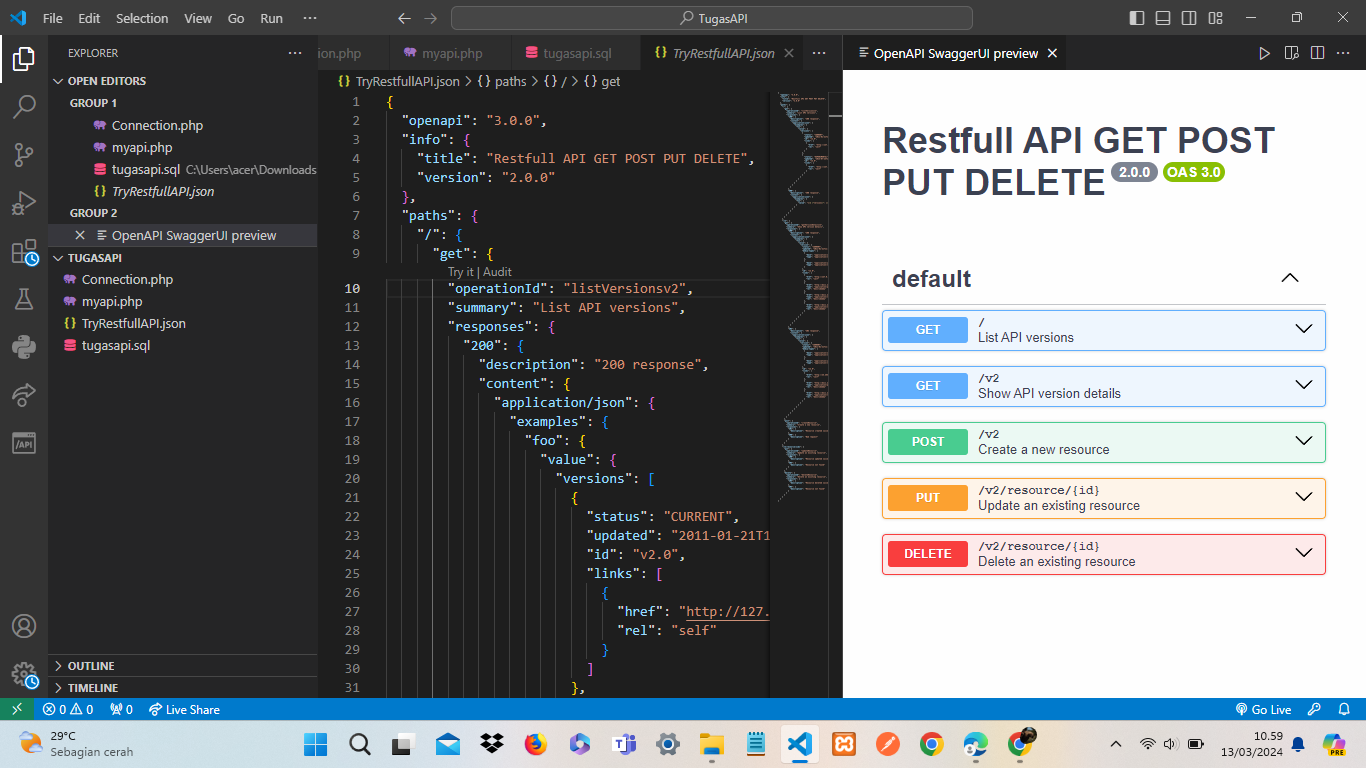 File Edit Selection View Go Run ··· TugasAPI
EXPLORER ···
OPEN EDITORS
GROUP 1
Connection.php
myapi.php
tugasapi.sql C:\Users\acer\Downloads
TryRestfullAPI.json
GROUP 2
OpenAPI SwaggerUI preview
TUGASAPI
Connection.php
myapi.php
TryRestfullAPI.json
tugasapi.sql
OUTLINE
TIMELINE
ion.php myapi.php tugasapi.sql TryRestfullAPI.json ···
TryRestfullAPI.json > {} paths > {} / > {} get
1 {
2 "openapi": "3.0.0",
3 "info": {
4 "title": "Restfull API GET POST PUT DELETE",
5 "version": "2.0.0"
6 },
7 "paths": {
8 "/": {
9 "get": {
Try it | Audit
10 "operationId": "listVersionsv2",
11 "summary": "List API versions",
12 "responses": {
13 "200": {
14 "description": "200 response",
15 "content": {
16 "application/json": {
17 "examples": {
18 "foo": {
19 "value": {
20 "versions": [
21 {
22 "status": "CURRENT",
23 "updated": "2011-01-21T1
24 "id": "v2.0",
25 "links": [
26 {
27 "href": "http://127.
28 "rel": "self"
29 }
30 ]
31 },
OpenAPI SwaggerUI preview ···
Restfull API GET POST
PUT DELETE 2.0.0 OAS 3.0
default
GET /
List API versions
GET /v2
Show API version details
POST /v2
Create a new resource
PUT /v2/resource/{id}
Update an existing resource
DELETE /v2/resource/{id}
Delete an existing resource
0 0 0 Live Share Go Live
29°C
Sebagian cerah
10.59
13/03/2024
/API
PRE